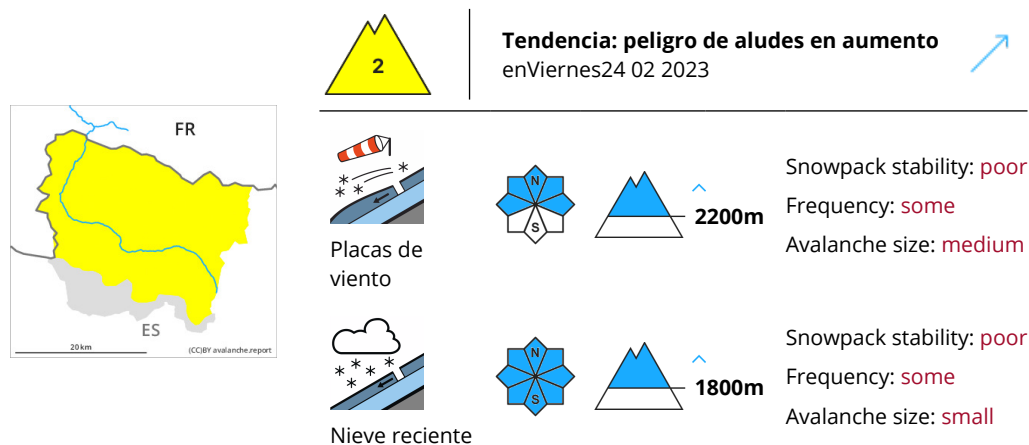 2
Tendencia: peligro de aludes en aumento
enViernes24 02 2023
FR
ES
20 km
(CC)BY avalanche.report
N
S
2200m
Placas de
viento
Snowpack stability: poor
Frequency: some
Avalanche size: medium
N
S
1800m
Nieve reciente
Snowpack stability: poor
Frequency: some
Avalanche size: small